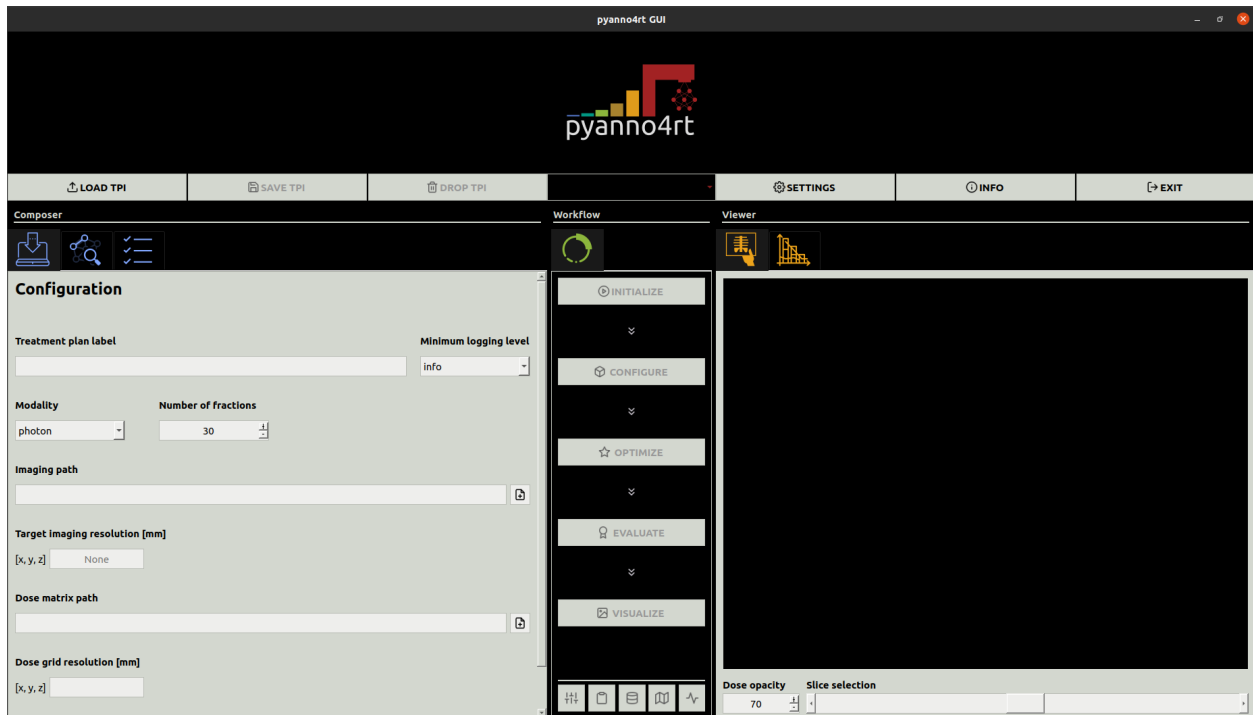 pyanno4rt GUI
pyanno4rt
LOAD TPI
SAVE TPI
DROP TPI
SETTINGS
INFO
EXIT
Composer
Workflow
Viewer
Configuration
Treatment plan label
Minimum logging level
info
Modality
Number of fractions
photon
30
Imaging path
Target imaging resolution [mm]
[x, y, z]
None
Dose matrix path
Dose grid resolution [mm]
[x, y, z]
INITIALIZE
CONFIGURE
OPTIMIZE
EVALUATE
VISUALIZE
Dose opacity
Slice selection
70